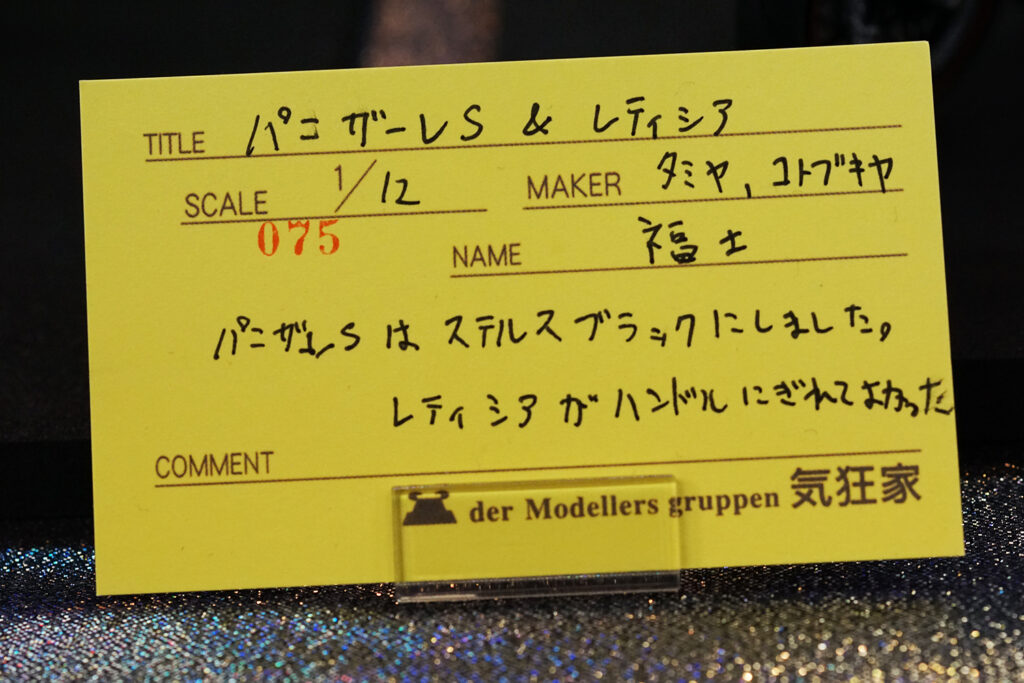 TITLE パニガーレS & レティシア
SCALE 1/12 MAKER タミヤ,コトブキヤ
075
NAME 福士
パニガーレSはステルスブラックにしました。
レティシアがハンドルにぎれてよかった
COMMENT
der Modellers gruppen 気狂家